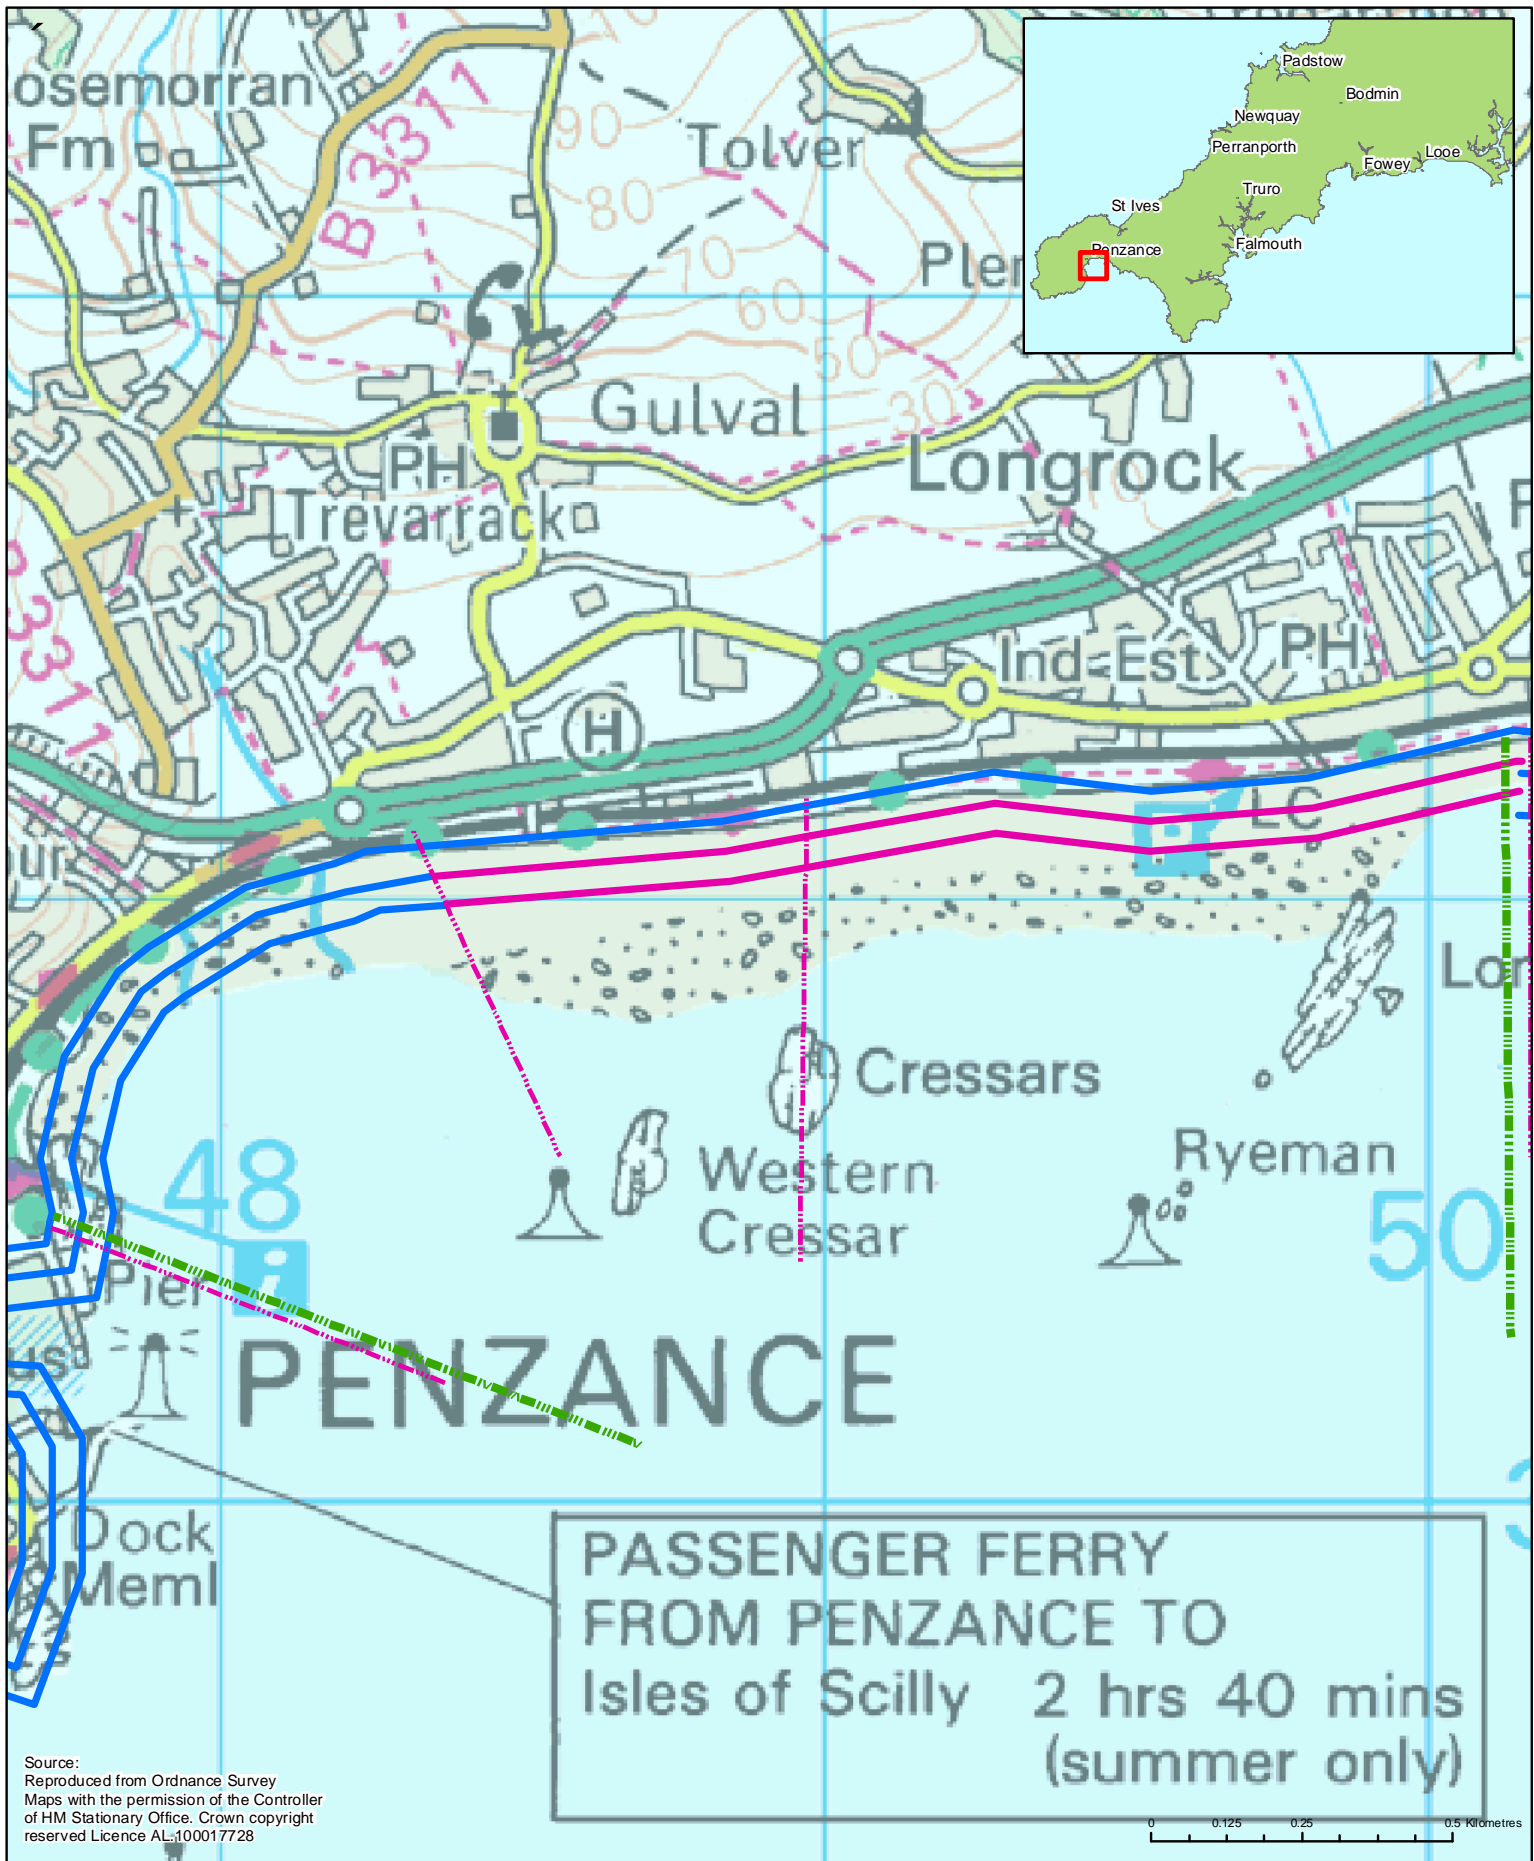 osemorran
Fm
B 3311
90
80
70
60
50
30
Tolver
Padstow
Bodmin
Newquay
Perranporth
Fowey
Looe
Truro
St Ives
Penzance
Falmouth
Gulval
PH
Longrock
Trevarrack
3311
Ind Est
PH
H
LC
Lon
Cressars
Western
Cressar
Ryeman
48
50
Pier
i
PENZANCE
us
Dock
Meml
PASSENGER FERRY
FROM PENZANCE TO
Isles of Scilly 2 hrs 40 mins
(summer only)
Source:
Reproduced from Ordnance Survey
Maps with the permission of the Controller
of HM Stationary Office. Crown copyright
reserved Licence AL.100017728
0 0.125 0.25 0.5 Kilometres